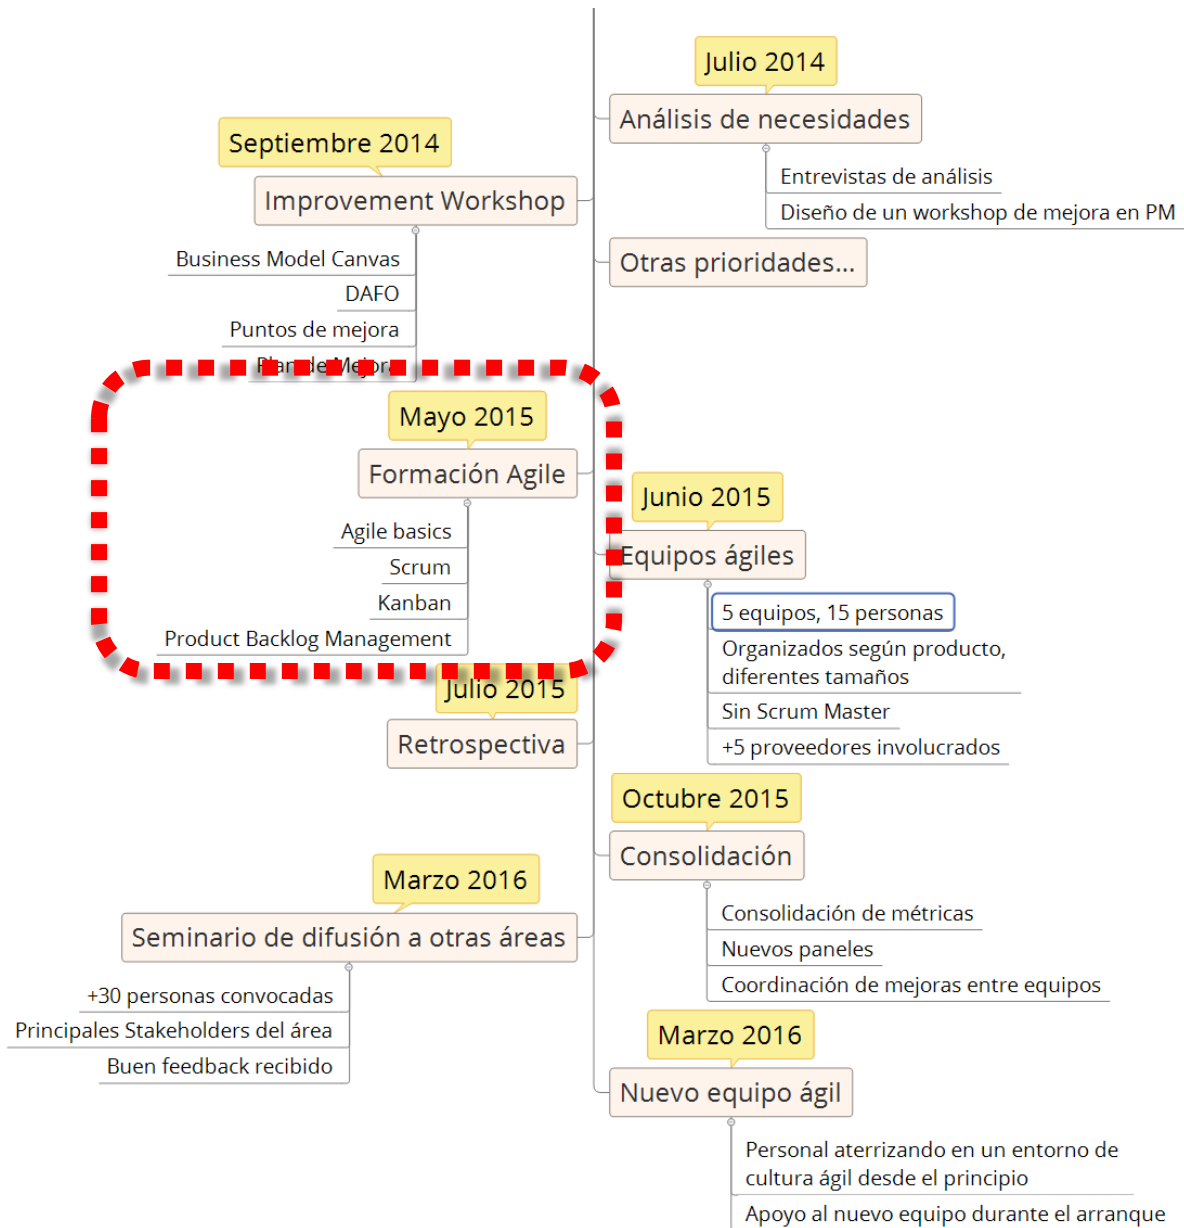 Julio 2014
Análisis de necesidades
Entrevistas de análisis
Diseño de un workshop de mejora en PM
Septiembre 2014
Improvement Workshop
Business Model Canvas
DAFO
Puntos de mejora
Plan de Mejora
Otras prioridades...
Mayo 2015
Formación Agile
Agile basics
Scrum
Kanban
Product Backlog Management
Junio 2015
Equipos ágiles
5 equipos, 15 personas
Organizados según producto,
diferentes tamaños
Sin Scrum Master
+5 proveedores involucrados
Julio 2015
Retrospectiva
Octubre 2015
Consolidación
Consolidación de métricas
Nuevos paneles
Coordinación de mejoras entre equipos
Marzo 2016
Seminario de difusión a otras áreas
+30 personas convocadas
Principales Stakeholders del área
Buen feedback recibido
Marzo 2016
Nuevo equipo ágil
Personal aterrizando en un entorno de
cultura ágil desde el principio
Apoyo al nuevo equipo durante el arranque